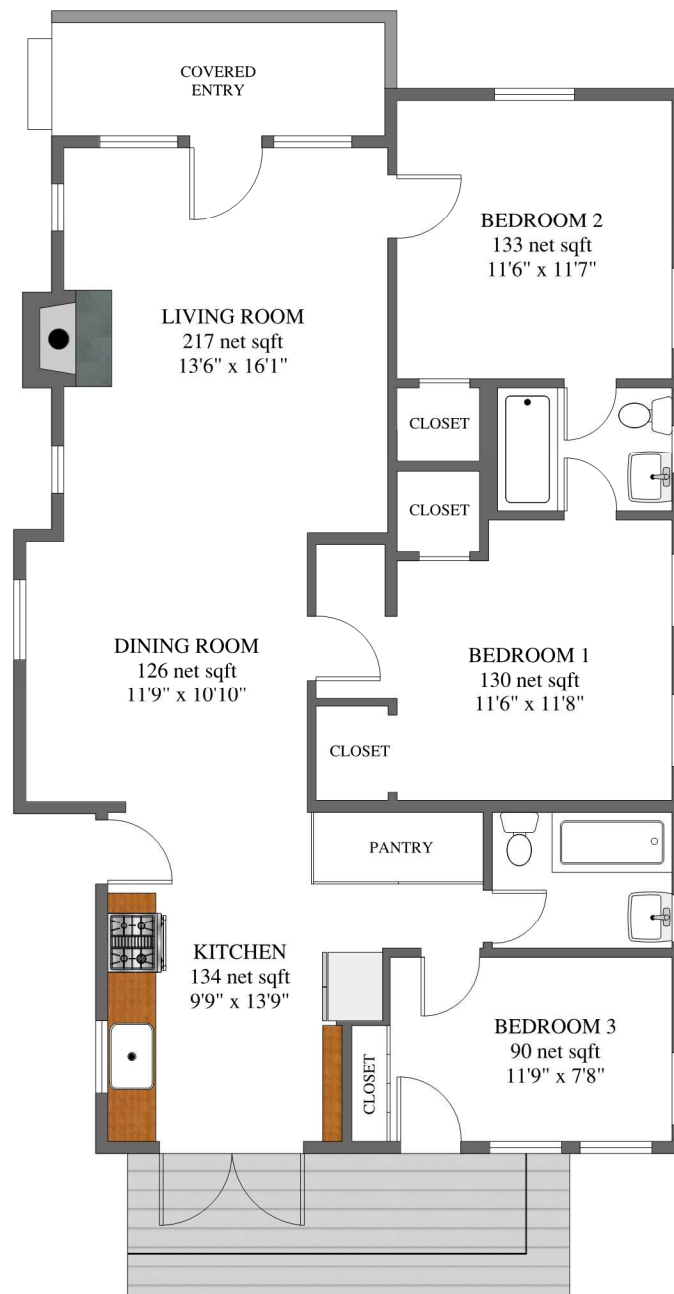 COVERED
ENTRY
BEDROOM 2
133 net sqft
11'6" x 11'7"
LIVING ROOM
217 net sqft
13'6" x 16'1"
CLOSET
CLOSET
DINING ROOM
126 net sqft
11'9" x 10'10"
BEDROOM 1
130 net sqft
11'6" x 11'8"
CLOSET
PANTRY
KITCHEN
134 net sqft
9'9" x 13'9"
BEDROOM 3
90 net sqft
11'9" x 7'8"
CLOSET